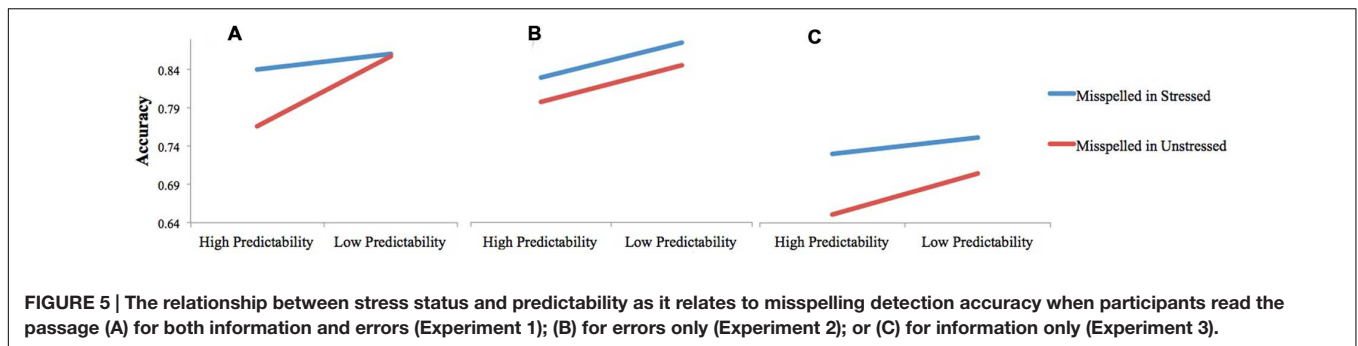 A
B
C
0.84
0.79
0.74
0.69
0.64
Accuracy
High Predictability
Low Predictability
High Predictability
Low Predictability
High Predictability
Low Predictability
Misspelled in Stressed
Misspelled in Unstressed
FIGURE 5 | The relationship between stress status and predictability as it relates to misspelling detection accuracy when participants read the
passage (A) for both information and errors (Experiment 1); (B) for errors only (Experiment 2); or (C) for information only (Experiment 3).